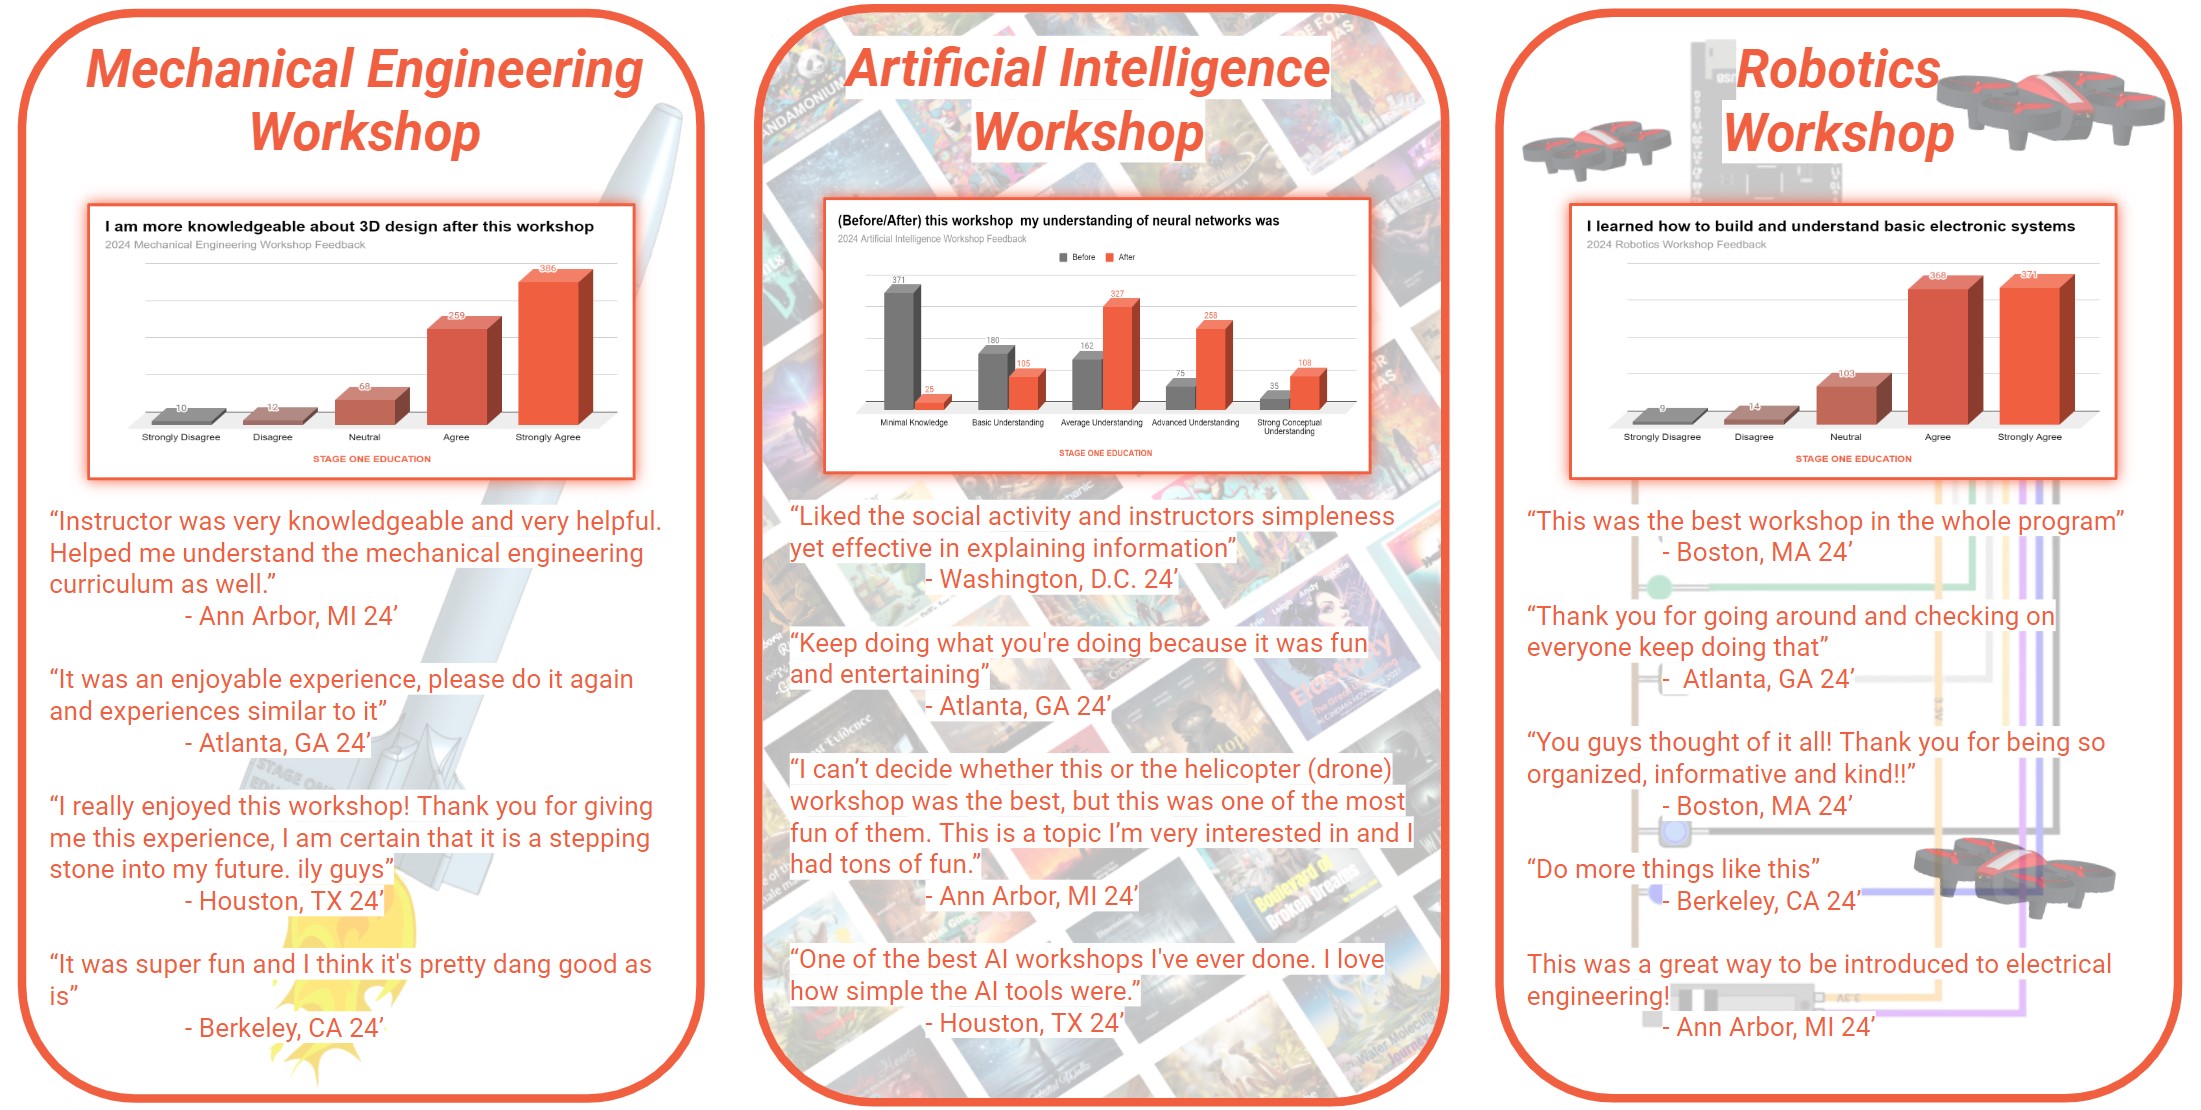 Mechanical Engineering
Workshop
I am more knowledgeable about 3D design after this workshop
2024 Mechanical Engineering Workshop Feedback
10
12
68
259
386
Strongly Disagree
Disagree
Neutral
Agree
Strongly Agree
STAGE ONE EDUCATION
“Instructor was very knowledgeable and very helpful.
Helped me understand the mechanical engineering
curriculum as well.”
- Ann Arbor, MI 24’
“It was an enjoyable experience, please do it again
and experiences similar to it”
- Atlanta, GA 24’
STAGE ONE
“I really enjoyed this workshop! Thank you for giving
me this experience, I am certain that it is a stepping
stone into my future. ily guys”
- Houston, TX 24’
“It was super fun and I think it's pretty dang good as
is”
- Berkeley, CA 24’
Artificial Intelligence
Workshop
(Before/After) this workshop  my understanding of neural networks was
2024 Artificial Intelligence Workshop Feedback
Before
After
371
25
180
105
162
327
75
258
35
108
Minimal Knowledge
Basic Understanding
Average Understanding
Advanced Understanding
Strong Conceptual
Understanding
STAGE ONE EDUCATION
“Liked the social activity and instructors simpleness
yet effective in explaining information”
- Washington, D.C. 24’
“Keep doing what you're doing because it was fun
and entertaining”
- Atlanta, GA 24’
“I can’t decide whether this or the helicopter (drone)
workshop was the best, but this was one of the most
fun of them. This is a topic I’m very interested in and I
had tons of fun.”
- Ann Arbor, MI 24’
Boulevard of
Broken Dreams
“One of the best AI workshops I've ever done. I love
how simple the AI tools were.”
- Houston, TX 24’
Robotics
Workshop
I learned how to build and understand basic electronic systems
2024 Robotics Workshop Feedback
9
14
103
368
371
Strongly Disagree
Disagree
Neutral
Agree
Strongly Agree
STAGE ONE EDUCATION
“This was the best workshop in the whole program”
- Boston, MA 24’
“Thank you for going around and checking on
everyone keep doing that”
-  Atlanta, GA 24’
3.3V
“You guys thought of it all! Thank you for being so
organized, informative and kind!!”
- Boston, MA 24’
“Do more things like this”
- Berkeley, CA 24’
This was a great way to be introduced to electrical
engineering!
3.3V
- Ann Arbor, MI 24’